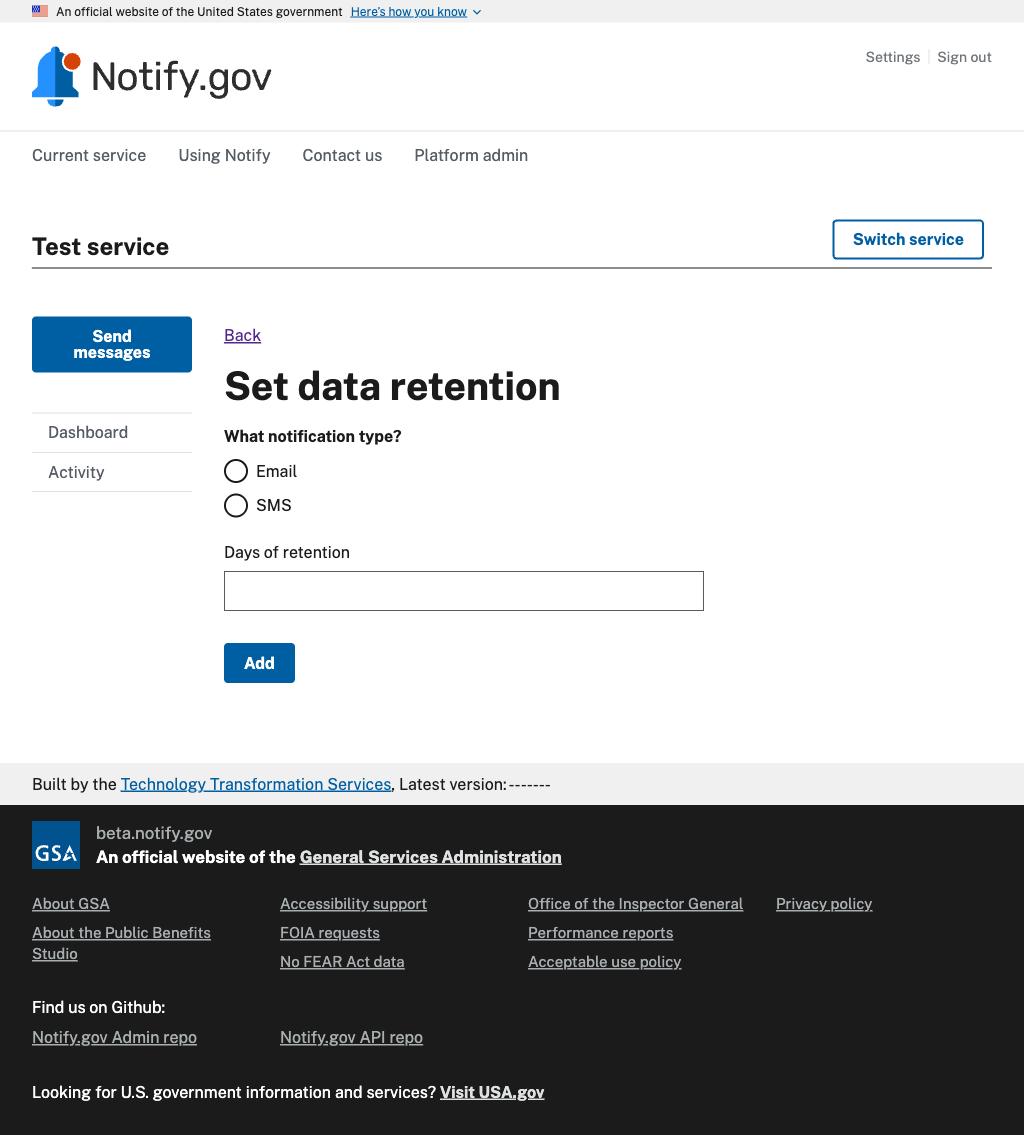 An official website of the United States government Here's how you know
Notify.gov
Settings Sign out
Current service Using Notify Contact us Platform admin
Test service
Switch service
Send
messages
Dashboard
Activity
Back
Set data retention
What notification type?
Email
SMS
Days of retention
Add
Built by the Technology Transformation Services, Latest version:-------
GSA
beta.notify.gov
An official website of the General Services Administration
About GSA
About the Public Benefits
Studio
Accessibility support
FOIA requests
No FEAR Act data
Office of the Inspector General
Performance reports
Acceptable use policy
Privacy policy
Find us on Github:
Notify.gov Admin repo Notify.gov API repo
Looking for U.S. government information and services? Visit USA.gov